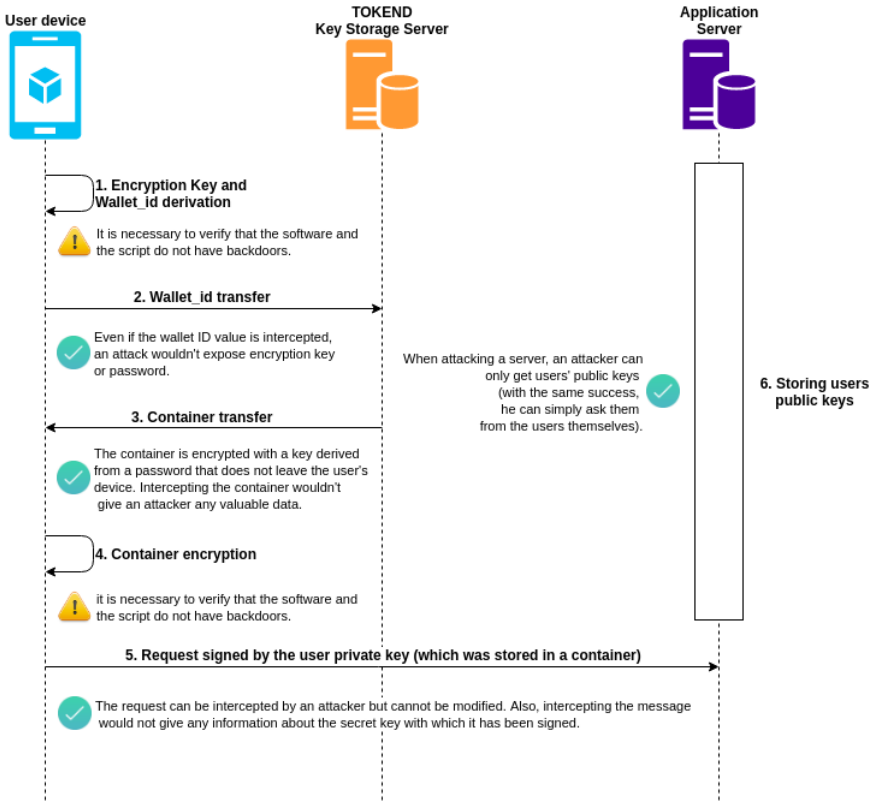 User device
TOKEND
Key Storage Server
Application
Server
1. Encryption Key and
Wallet_id derivation
It is necessary to verify that the software and
the script do not have backdoors.
2. Wallet_id transfer
Even if the wallet ID value is intercepted,
an attack wouldn't expose encryption key
or password.
When attacking a server, an attacker can
only get users' public keys
(with the same success,
he can simply ask them
from the users themselves).
6. Storing users
public keys
3. Container transfer
The container is encrypted with a key derived
from a password that does not leave the user's
device. Intercepting the container wouldn't
give an attacker any valuable data.
4. Container encryption
it is necessary to verify that the software and
the script do not have backdoors.
5. Request signed by the user private key (which was stored in a container)
The request can be intercepted by an attacker but cannot be modified. Also, intercepting the message
would not give any information about the secret key with which it has been signed.